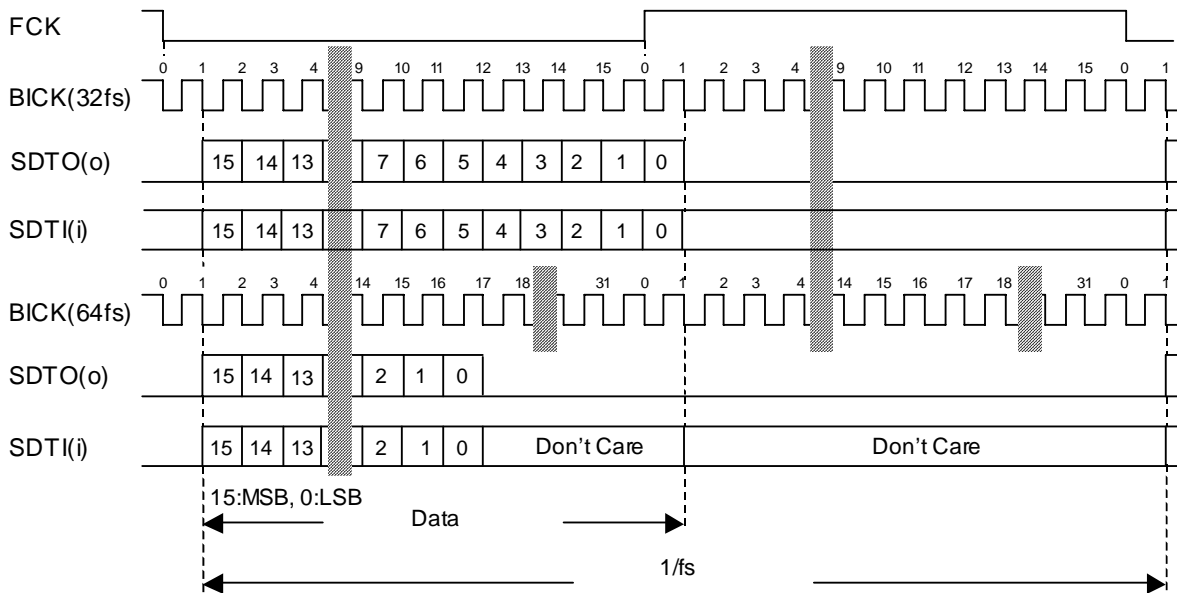 FCK
0 1 2 3 4 9 10 11 12 13 14 15 0 1 2 3 4 9 10 11 12 13 14 15 0 1
BICK(32fs)
SDTO(o) 15 14 13 7 6 5 4 3 2 1 0
SDTI(i) 15 14 13 7 6 5 4 3 2 1 0
0 1 2 3 4 14 15 16 17 18 31 0 1 2 3 4 14 15 16 17 18 31 0 1
BICK(64fs)
SDTO(o) 15 14 13 2 1 0
SDTI(i) 15 14 13 2 1 0 Don't Care Don't Care
15:MSB, 0:LSB
Data
1/fs